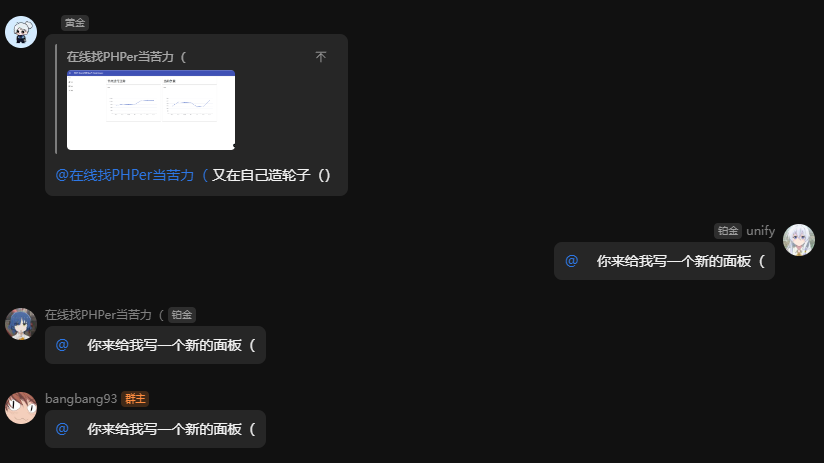 黄金
在线找PHPer当苦力（
@在线找PHPer当苦力（ 又在自己造轮子（）
铂金 unify
@ 你来给我写一个新的面板（
在线找PHPer当苦力（ 铂金
@ 你来给我写一个新的面板（
bangbang93 群主
@ 你来给我写一个新的面板（